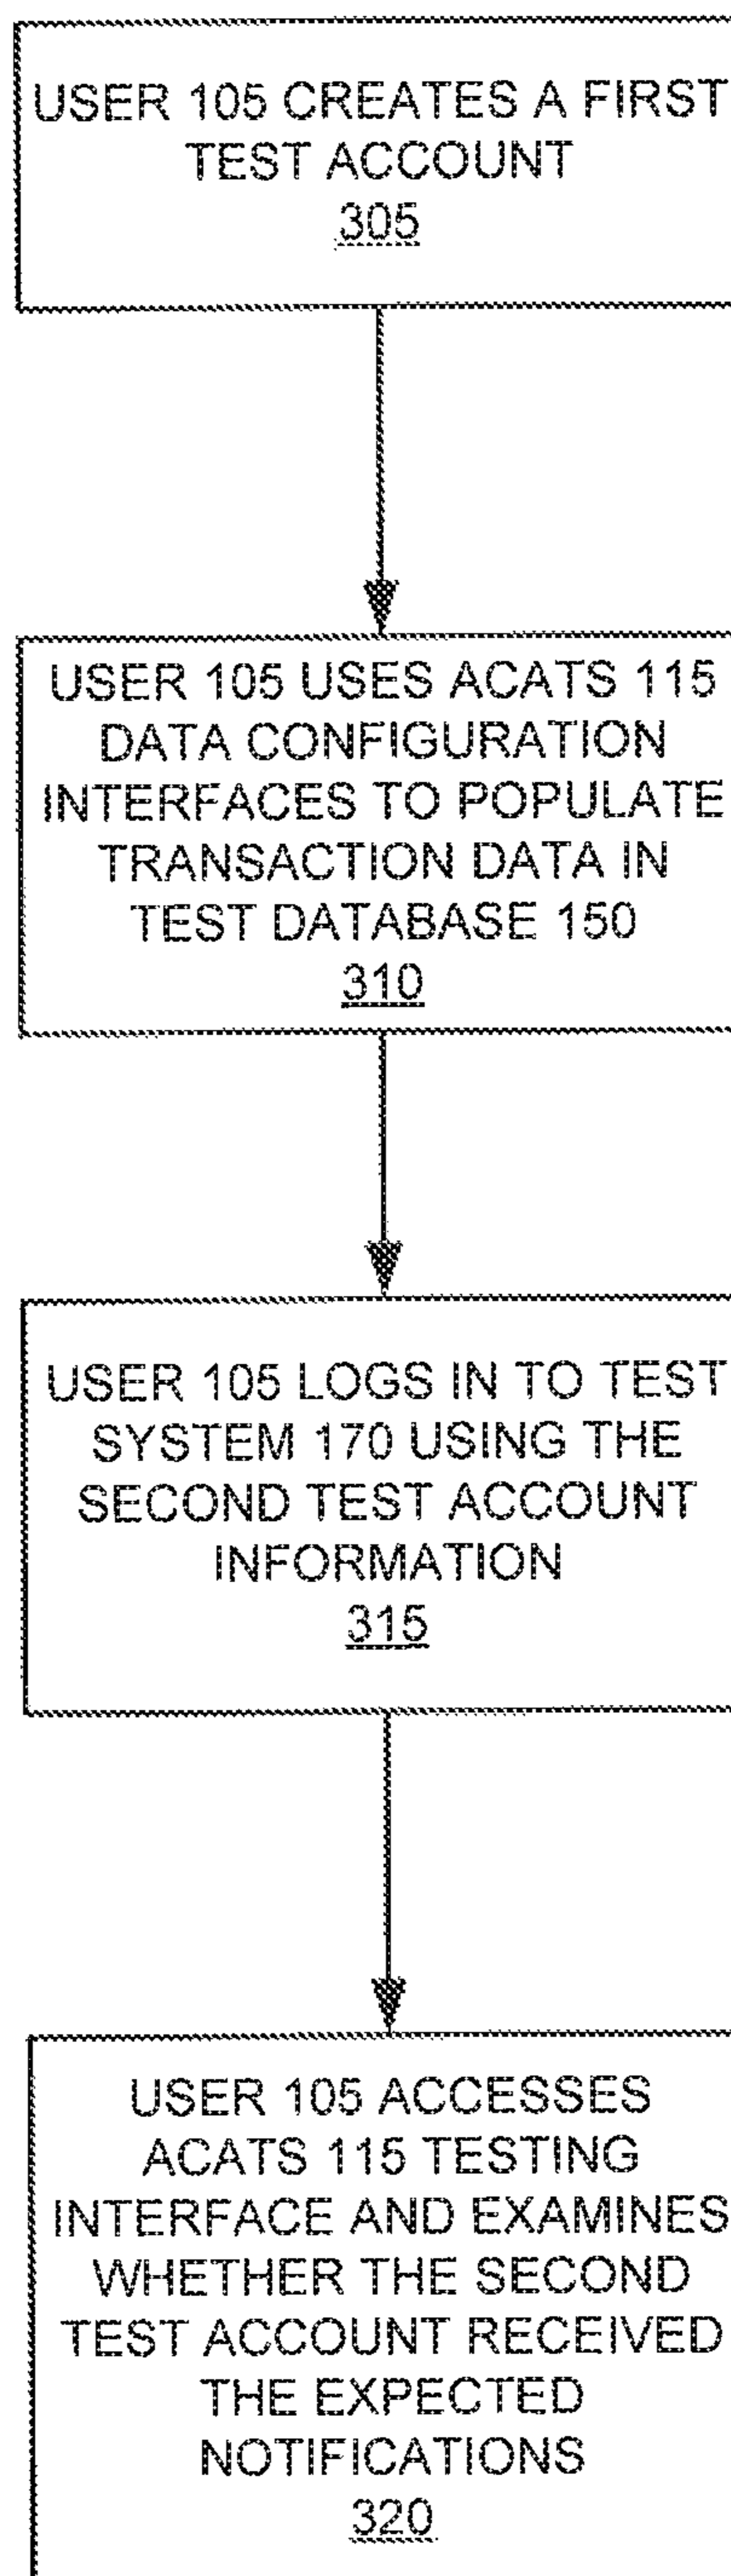 USER 105 CREATES A FIRST
TEST ACCOUNT
305
USER 105 USES ACATS 115
DATA CONFIGURATION
INTERFACES TO POPULATE
TRANSACTION DATA IN
TEST DATABASE 150
310
USER 105 LOGS IN TO TEST
SYSTEM 170 USING THE
SECOND TEST ACCOUNT
INFORMATION
315
USER 105 ACCESSES
ACATS 115 TESTING
INTERFACE AND EXAMINES
WHETHER THE SECOND
TEST ACCOUNT RECEIVED
THE EXPECTED
NOTIFICATIONS
320